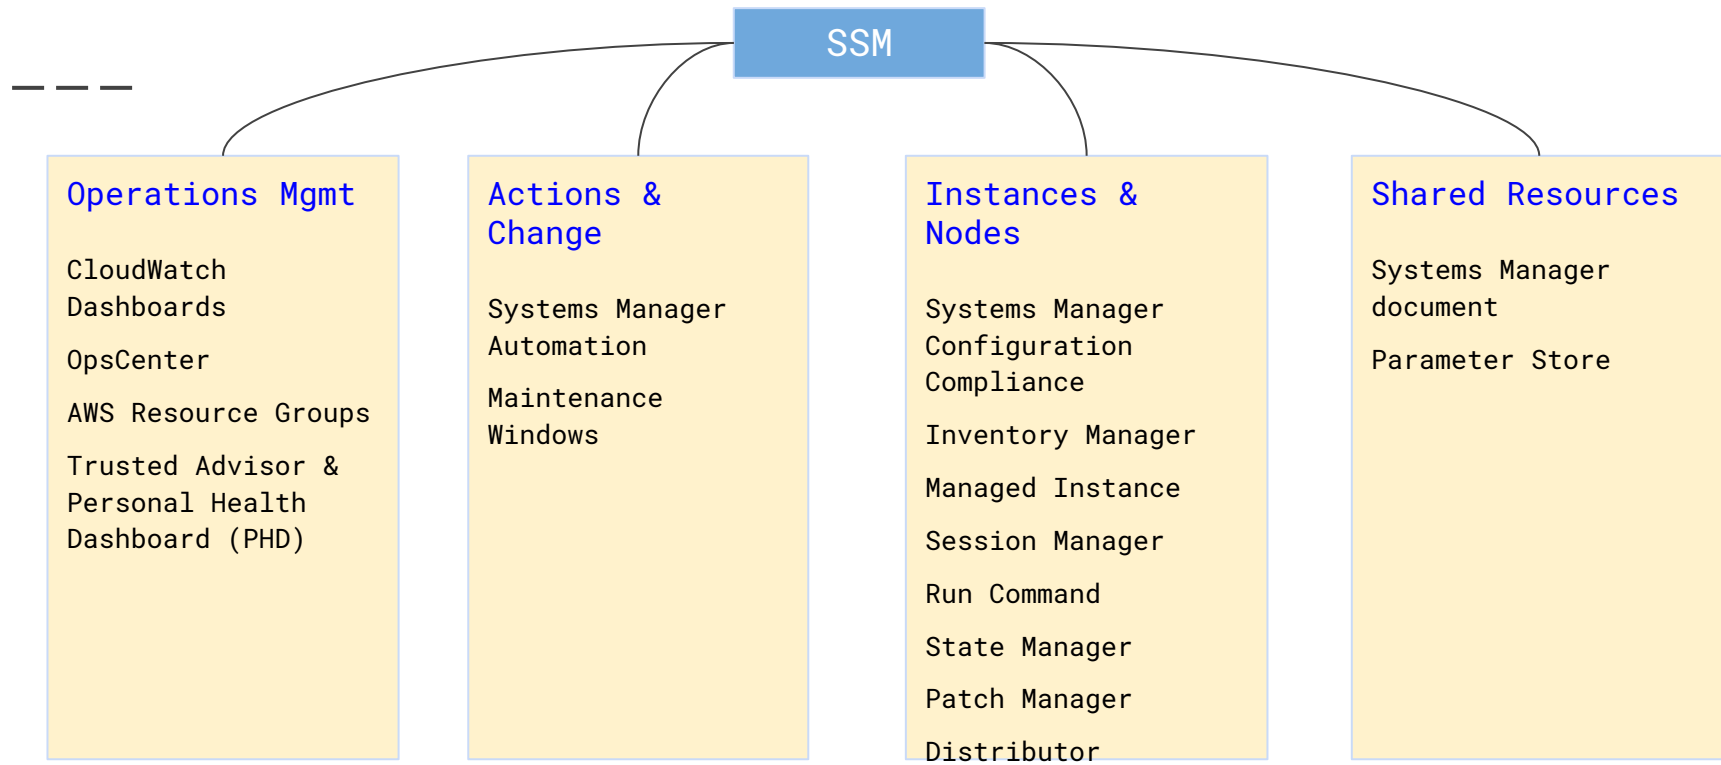 SSM
Operations Mgmt
CloudWatch
Dashboards
OpsCenter
AWS Resource Groups
Trusted Advisor &
Personal Health
Dashboard (PHD)
Actions &
Change
Systems Manager
Automation
Maintenance
Windows
Instances &
Nodes
Systems Manager
Configuration
Compliance
Inventory Manager
Managed Instance
Session Manager
Run Command
State Manager
Patch Manager
Distributor
Shared Resources
Systems Manager
document
Parameter Store